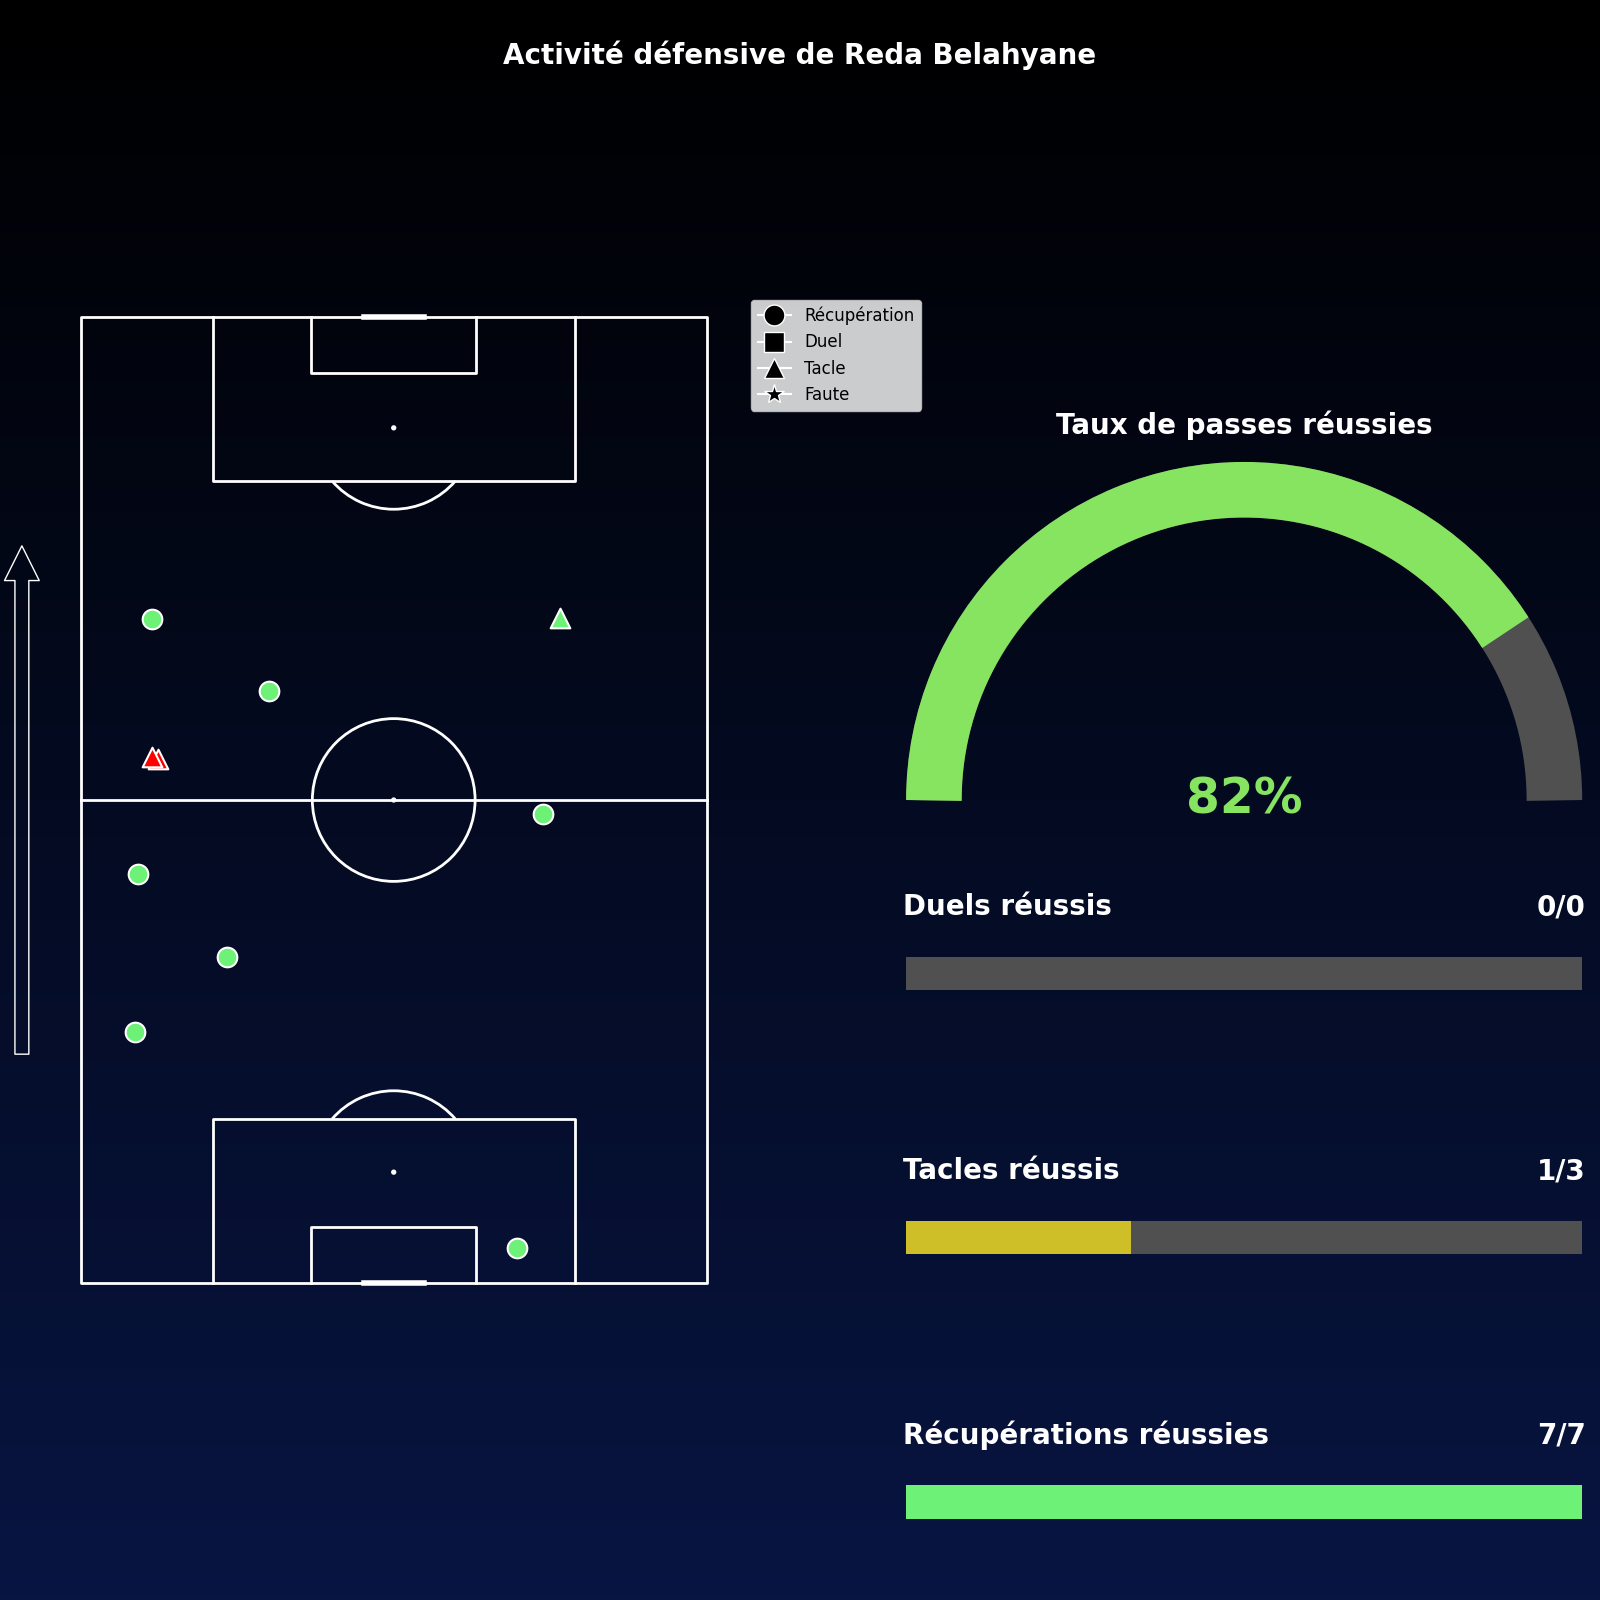 Activité défensive de Reda Belahyane
Récupération
Duel
Tacle
Faute
Taux de passes réussies
82%
Duels réussis 0/0
Tacles réussis 1/3
Récupérations réussies 7/7